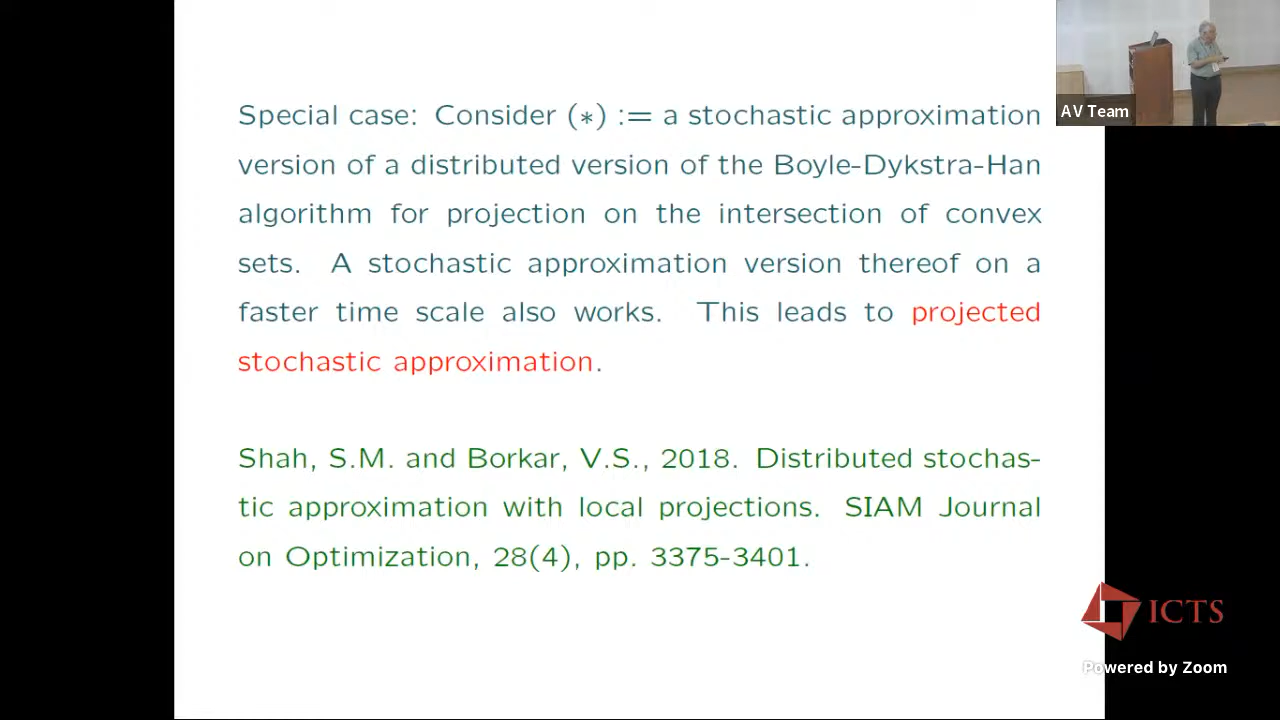 Special case: Consider (∗) := a stochastic approximation
version of a distributed version of the Boyle-Dykstra-Han
algorithm for projection on the intersection of convex
sets. A stochastic approximation version thereof on a
faster time scale also works. This leads to projected
stochastic approximation.
Shah, S.M. and Borkar, V.S., 2018. Distributed stochas-
tic approximation with local projections. SIAM Journal
on Optimization, 28(4), pp. 3375-3401.
AV Team
ICTS
Powered by Zoom